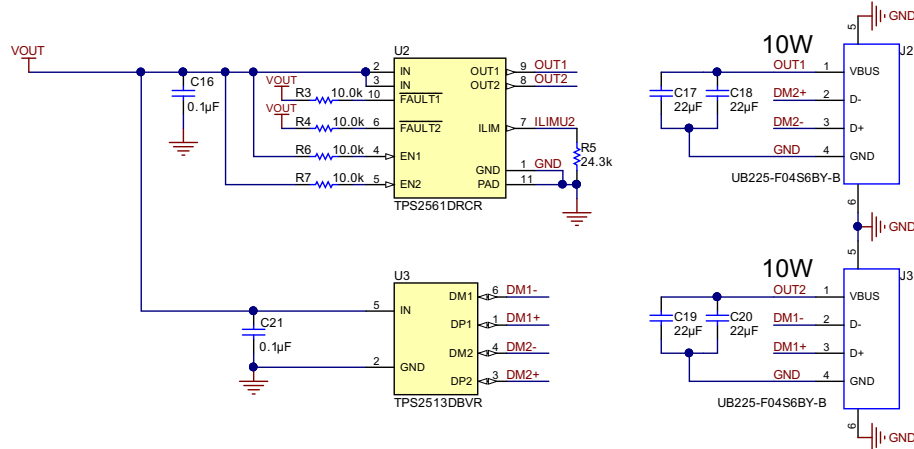 VOUT
C16
0.1µF
VOUT
R3 10.0k
VOUT
R4 10.0k
R6 10.0k
R7 10.0k
U2
2 IN
3 IN
10 FAULT1
6 FAULT2
4 EN1
5 EN2
OUT1 9 OUT1
OUT2 8 OUT2
ILIM 7 ILIMU2
GND 1 GND
PAD 11
TPS2561DRCR
R5
24.3k
10W
C17
22µF
C18
22µF
OUT1
DM2+
DM2-
GND
5
GND
J2
1 VBUS
2 D-
3 D+
4 GND
UB225-F04S6BY-B
6
GND
C21
0.1µF
U3
5 IN
2 GND
DM1 6 DM1-
DP1 1 DM1+
DM2 4 DM2-
DP2 3 DM2+
TPS2513DBVR
10W
C19
22µF
C20
22µF
OUT2
DM1-
DM1+
GND
5
J3
1 VBUS
2 D-
3 D+
4 GND
UB225-F04S6BY-B
6
GND